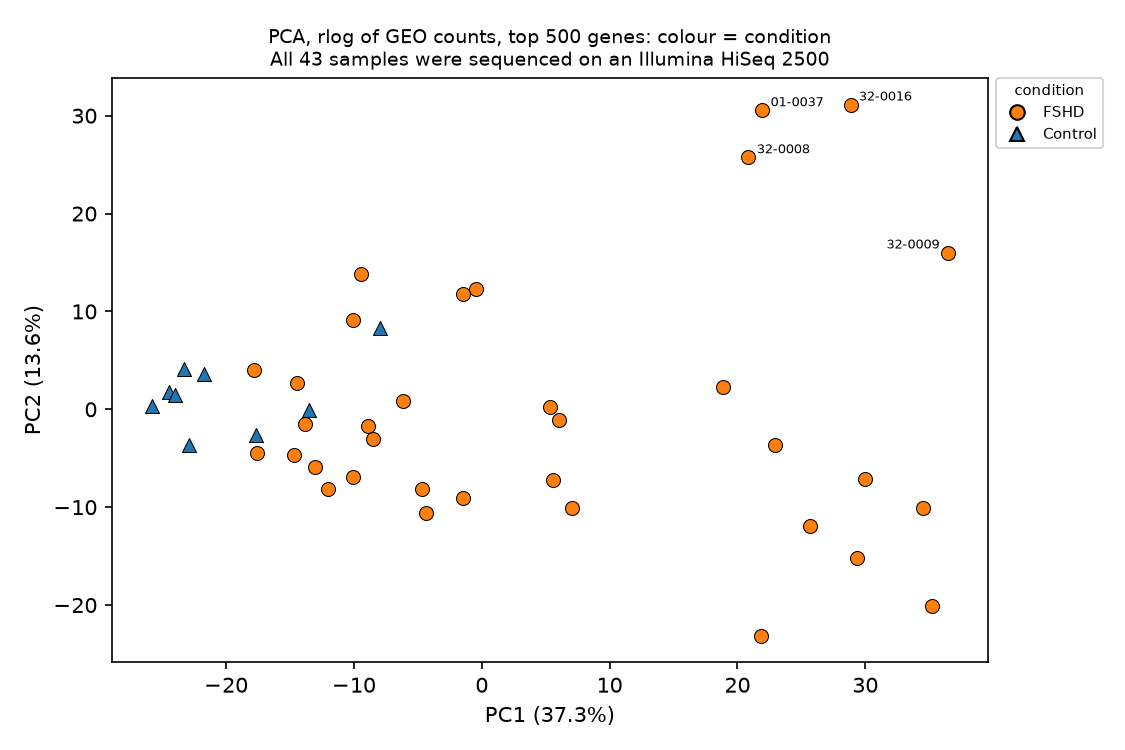 PCA, rlog of GEO counts, top 500 genes: colour = condition
All 43 samples were sequenced on an Illumina HiSeq 2500
condition
FSHD
Control
01-0037
32-0016
32-0008
32-0009
30
20
10
0
−10
−20
PC2 (13.6%)
−20
−10
0
10
20
30
PC1 (37.3%)